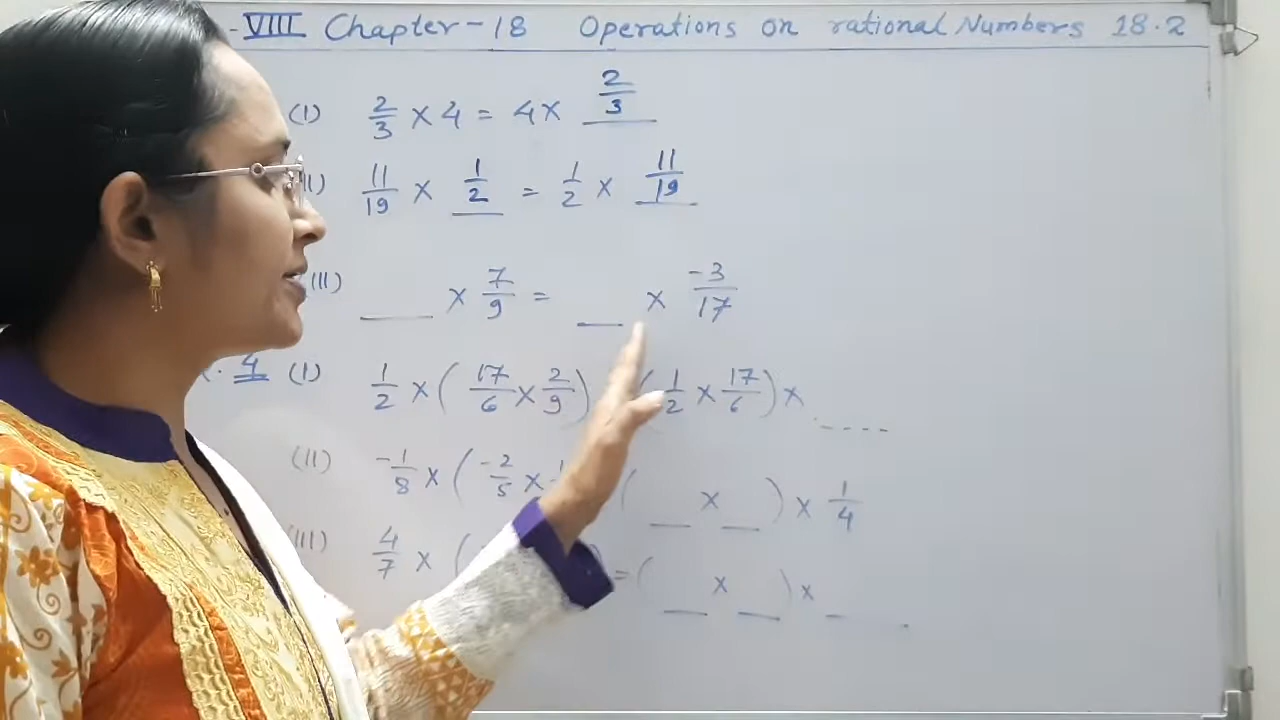 - VIII Chapter-18 Operations on rational Numbers 18.2
(I) 2/3 × 4 = 4 × 2/3
II) 11/19 × 1/2 = 1/2 × 11/19
(III) ___ × 7/9 = ___ × -3/17
4 (I) 1/2 × (17/6 × 2/9) (1/2 × 17/6) × ----
(II) -1/8 × (-2/5 × ( ___ × ___ ) × 1/4
(III) 4/7 × ( = ( ___ × ___ ) × ___